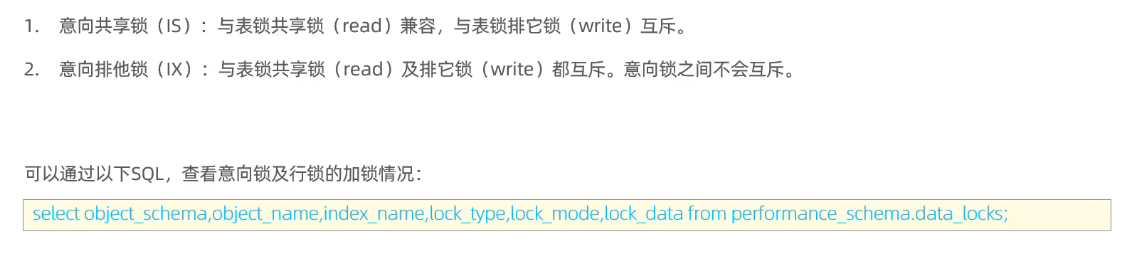 1. 意向共享锁（IS）：与表锁共享锁（read）兼容，与表锁排它锁（write）互斥。
2. 意向排他锁（IX）：与表锁共享锁（read）及排它锁（write）都互斥。意向锁之间不会互斥。
可以通过以下SQL，查看意向锁及行锁的加锁情况：
select object_schema,object_name,index_name,lock_type,lock_mode,lock_data from performance_schema.data_locks;